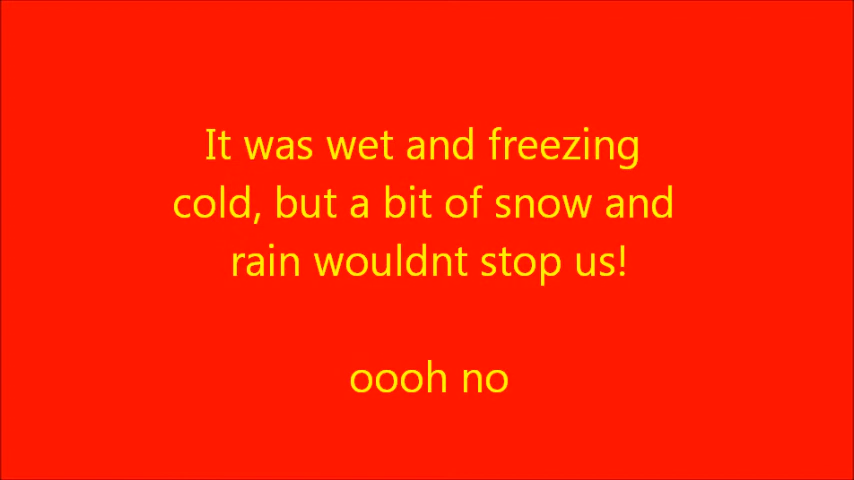 It was wet and freezing
cold, but a bit of snow and
rain wouldnt stop us!
oooh no